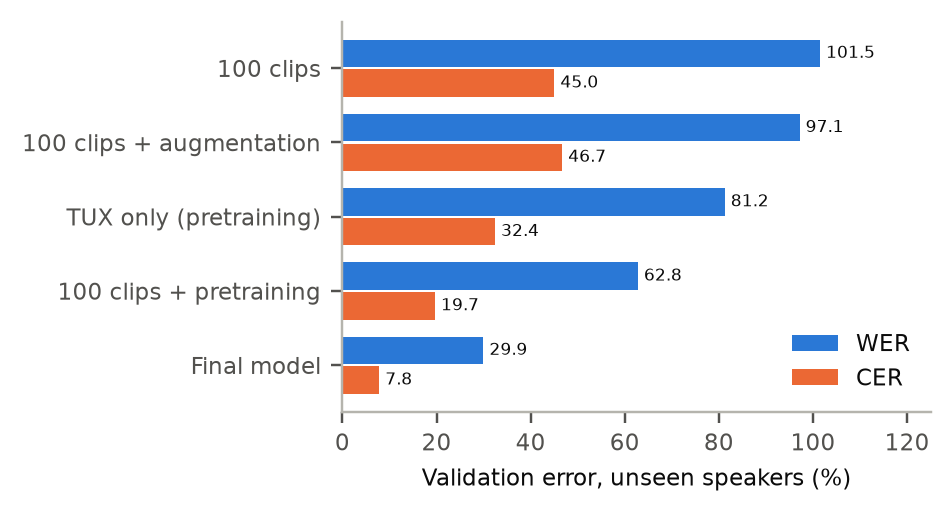 100 clips
101.5
45.0
100 clips + augmentation
97.1
46.7
TUX only (pretraining)
81.2
32.4
100 clips + pretraining
62.8
19.7
Final model
29.9
7.8
WER
CER
0 20 40 60 80 100 120
Validation error, unseen speakers (%)